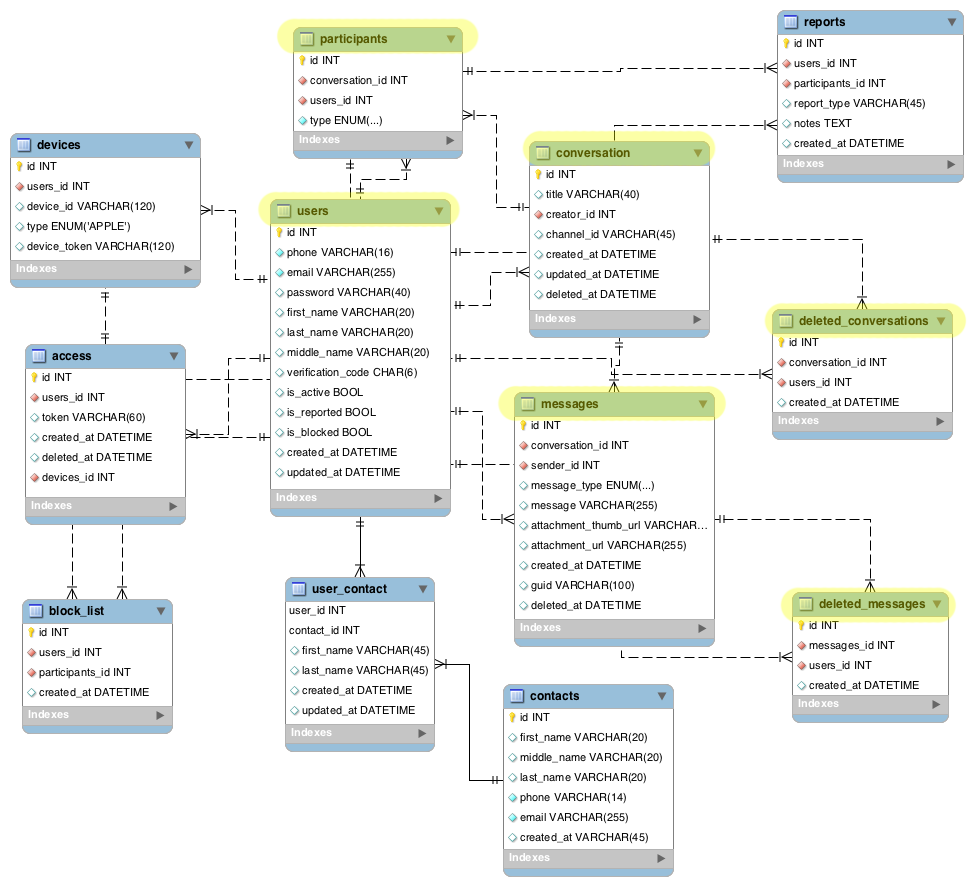 participants
id INT
conversation_id INT
users_id INT
type ENUM(...)
Indexes
reports
id INT
users_id INT
participants_id INT
report_type VARCHAR(45)
notes TEXT
created_at DATETIME
Indexes
devices
id INT
users_id INT
device_id VARCHAR(120)
type ENUM('APPLE')
device_token VARCHAR(120)
Indexes
conversation
id INT
title VARCHAR(40)
creator_id INT
channel_id VARCHAR(45)
created_at DATETIME
updated_at DATETIME
deleted_at DATETIME
Indexes
users
id INT
phone VARCHAR(16)
email VARCHAR(255)
password VARCHAR(40)
first_name VARCHAR(20)
last_name VARCHAR(20)
middle_name VARCHAR(20)
verification_code CHAR(6)
is_active BOOL
is_reported BOOL
is_blocked BOOL
created_at DATETIME
updated_at DATETIME
Indexes
deleted_conversations
id INT
conversation_id INT
users_id INT
created_at DATETIME
Indexes
access
id INT
users_id INT
token VARCHAR(60)
created_at DATETIME
deleted_at DATETIME
devices_id INT
Indexes
messages
id INT
conversation_id INT
sender_id INT
message_type ENUM(...)
message VARCHAR(255)
attachment_thumb_url VARCHAR...
attachment_url VARCHAR(255)
created_at DATETIME
guid VARCHAR(100)
deleted_at DATETIME
Indexes
block_list
id INT
users_id INT
participants_id INT
created_at DATETIME
Indexes
user_contact
user_id INT
contact_id INT
first_name VARCHAR(45)
last_name VARCHAR(45)
created_at DATETIME
updated_at DATETIME
Indexes
deleted_messages
id INT
messages_id INT
users_id INT
created_at DATETIME
Indexes
contacts
id INT
first_name VARCHAR(20)
middle_name VARCHAR(20)
last_name VARCHAR(20)
phone VARCHAR(14)
email VARCHAR(255)
created_at VARCHAR(45)
Indexes